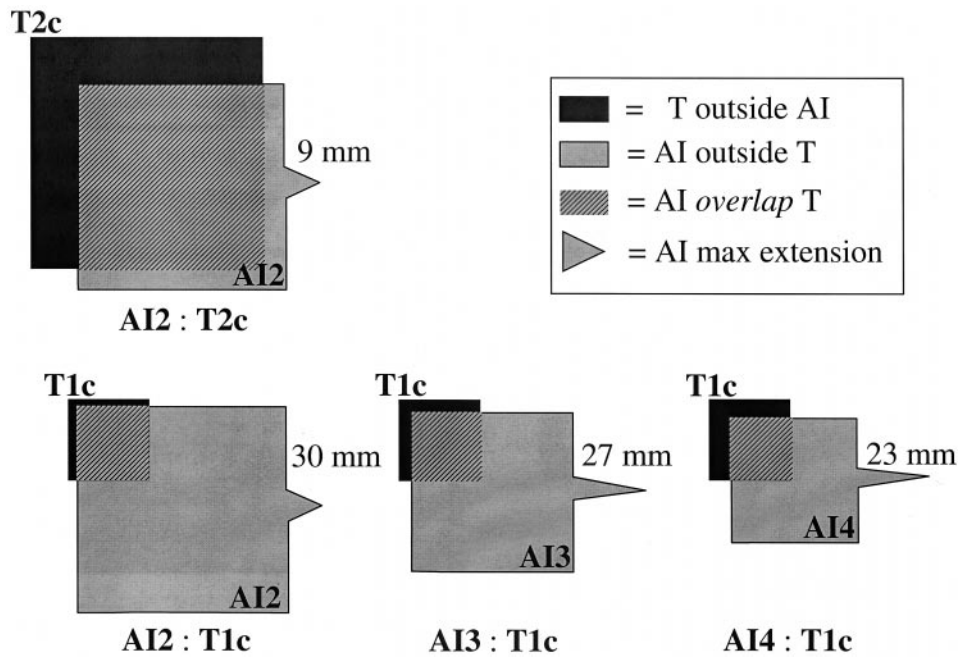 T2c
9 mm
AI2
AI2 : T2c
= T outside AI
= AI outside T
= AI overlap T
= AI max extension
T1c
30 mm
AI2
AI2 : T1c
T1c
27 mm
AI3
AI3 : T1c
T1c
23 mm
AI4
AI4 : T1c